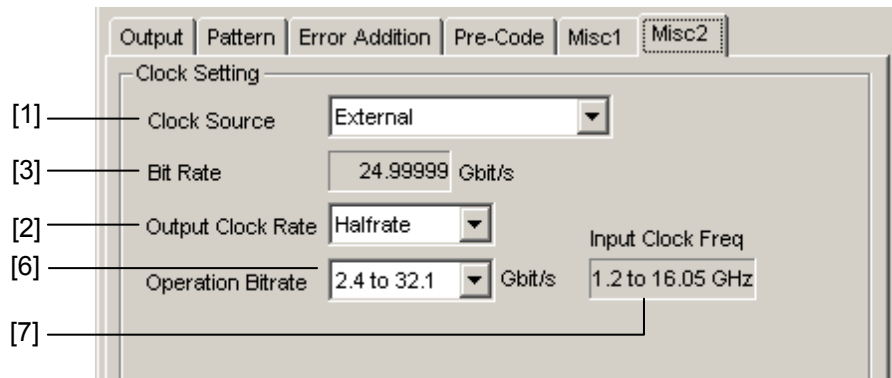 Output Pattern Error Addition Pre-Code Misc1 Misc2
Clock Setting
[1] Clock Source External
[3] Bit Rate 24.99999 Gbit/s
[2] Output Clock Rate Halfrate
Input Clock Freq
[6] Operation Bitrate 2.4 to 32.1 Gbit/s 1.2 to 16.05 GHz
[7]